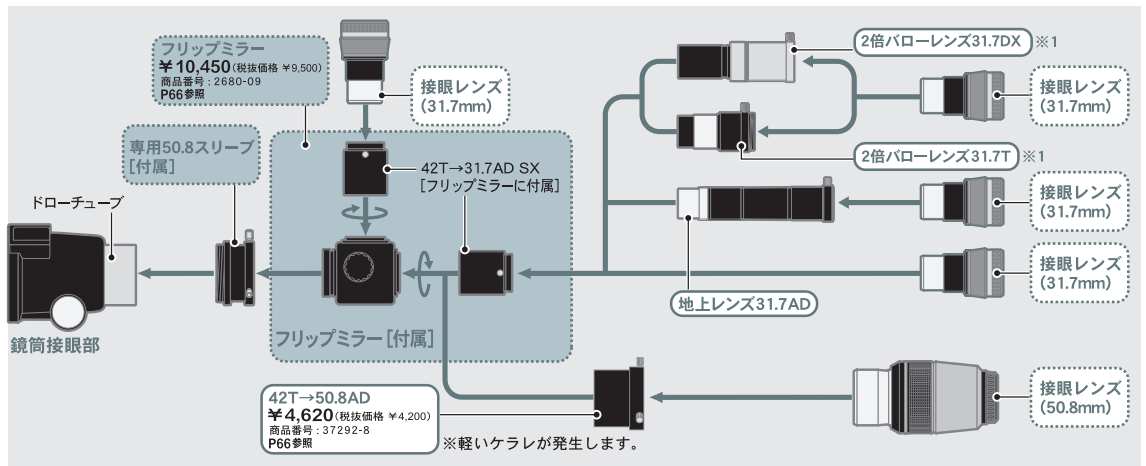 フリップミラー
￥10,450(税抜価格 ￥9,500)
商品番号:2680-09
P66参照
接眼レンズ
(31.7mm)
2倍バローレンズ31.7DX ※1
接眼レンズ
(31.7mm)
専用50.8スリーブ
[付属]
42T→31.7AD SX
[フリップミラーに付属]
2倍バローレンズ31.7T ※1
ドローチューブ
接眼レンズ
(31.7mm)
接眼レンズ
(31.7mm)
地上レンズ31.7AD
鏡筒接眼部
フリップミラー[付属]
42T→50.8AD
￥4,620(税抜価格 ￥4,200)
商品番号:37292-8
P66参照
※軽いケラレが発生します。
接眼レンズ
(50.8mm)